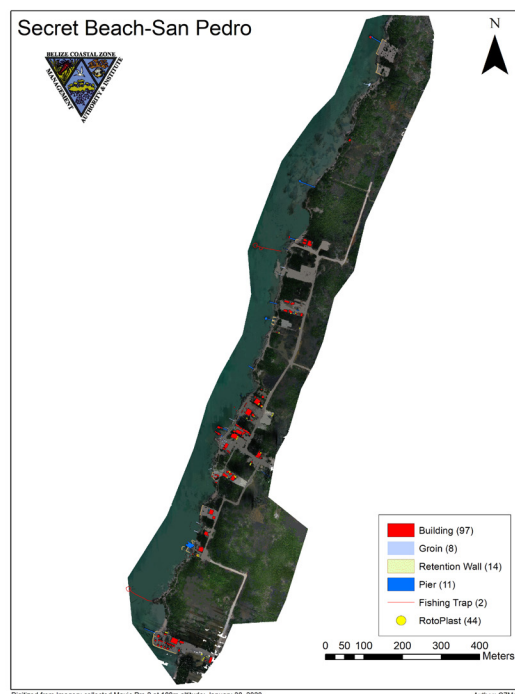 Secret Beach-San Pedro
BELIZE COASTAL ZONE
MANAGEMENT
AUTHORITY & INSTITUTE
N
Building (97)
Groin (8)
Retention Wall (14)
Pier (11)
Fishing Trap (2)
RotoPlast (44)
0 50 100 200 300 400
Meters